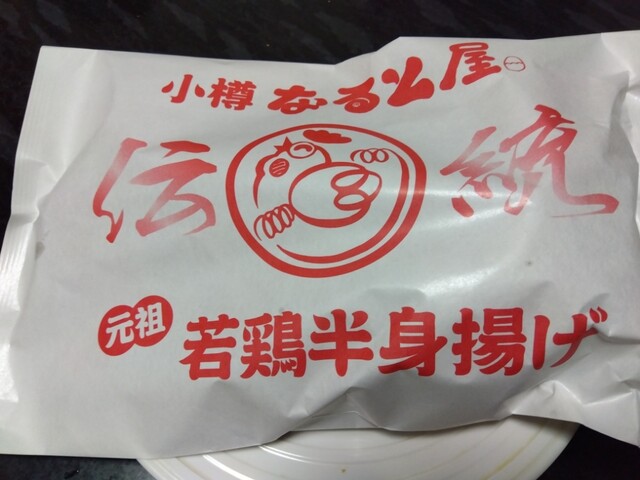 小樽 なると屋
伝統
元祖
若鶏半身揚げ